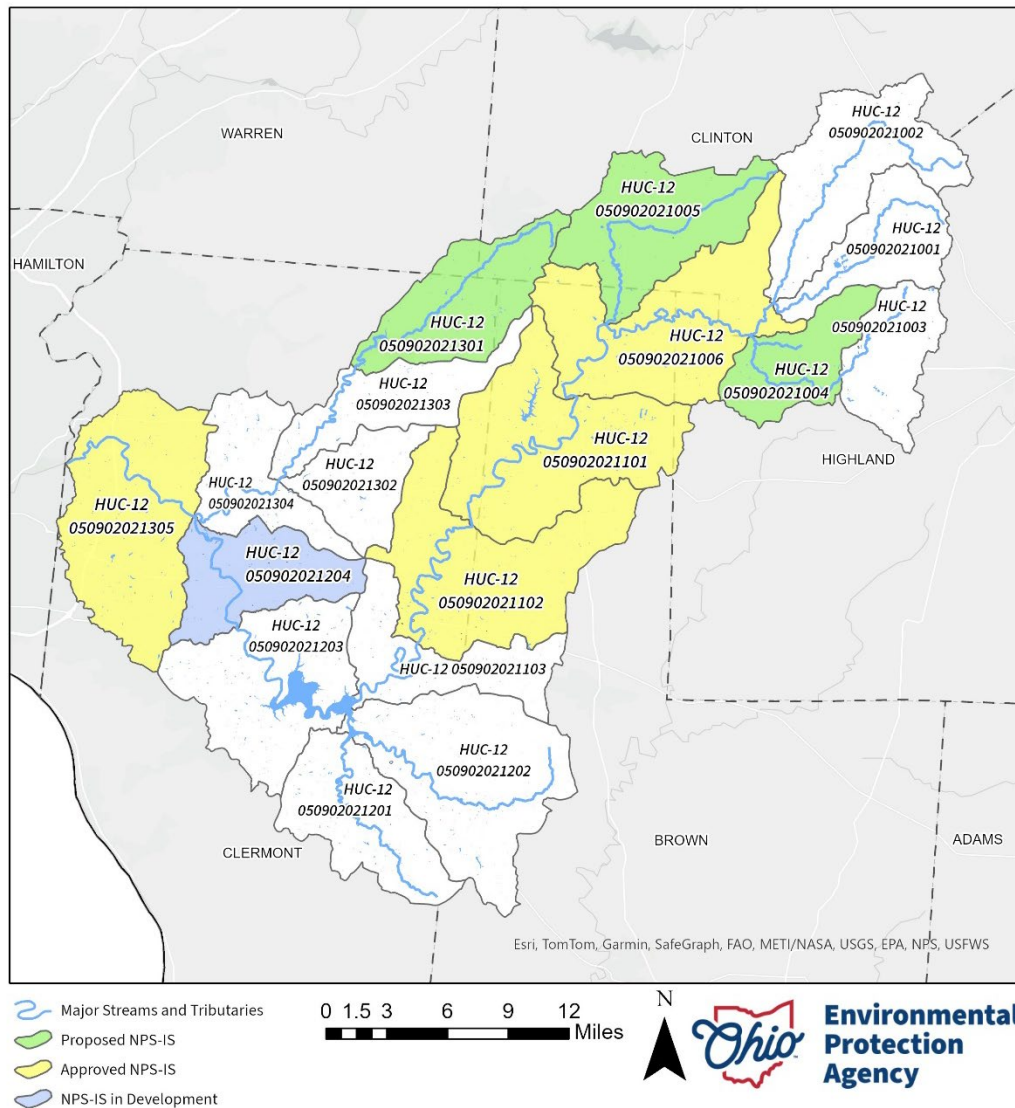 WARREN
CLINTON
HUC-12
050902021002
HUC-12
050902021005
HUC-12
050902021001
HAMILTON
HUC-12
050902021003
HUC-12
050902021301
HUC-12
050902021006
HUC-12
050902021004
HUC-12
050902021303
HUC-12
050902021101
HIGHLAND
HUC-12
050902021302
HUC-12
050902021304
HUC-12
050902021305
HUC-12
050902021204
HUC-12
050902021102
HUC-12
050902021203
HUC-12 050902021103
HUC-12
050902021202
HUC-12
050902021201
CLERMONT
BROWN
ADAMS
Esri, TomTom, Garmin, SafeGraph, FAO, METI/NASA, USGS, EPA, NPS, USFWS
Major Streams and Tributaries
Proposed NPS-IS
Approved NPS-IS
NPS-IS in Development
0 1.5 3 6 9 12
Miles
N
Ohio
Environmental
Protection
Agency